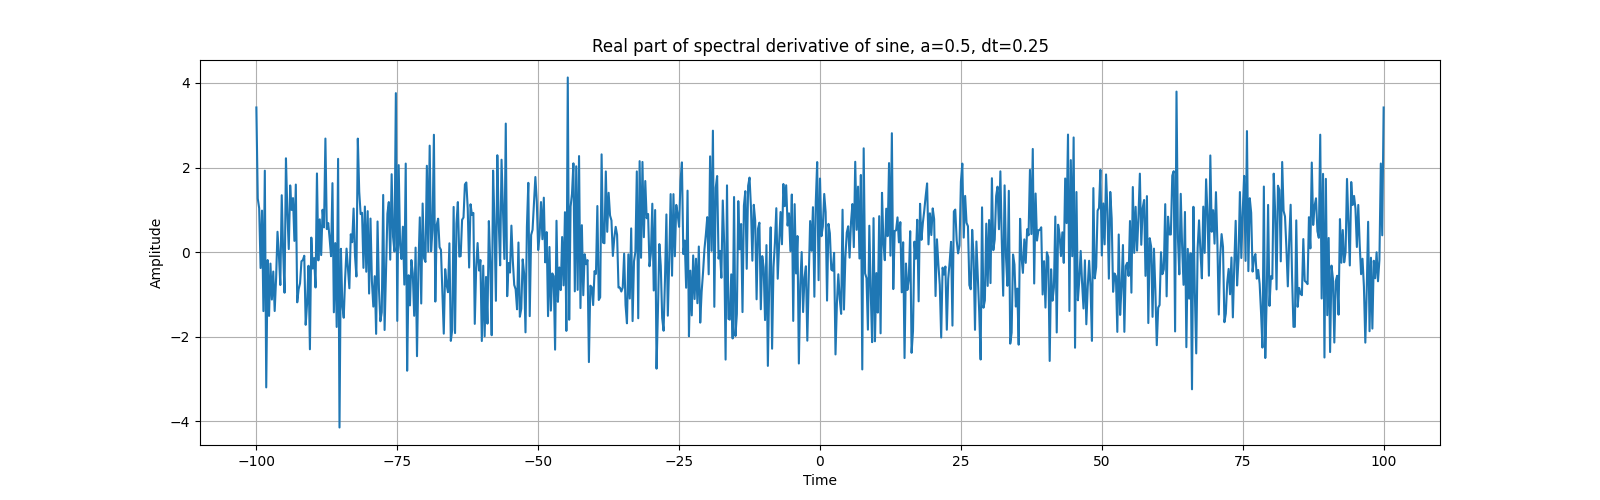 Real part of spectral derivative of sine, a=0.5, dt=0.25
4
2
0
−2
−4
Amplitude
−100 −75 −50 −25 0 25 50 75 100
Time